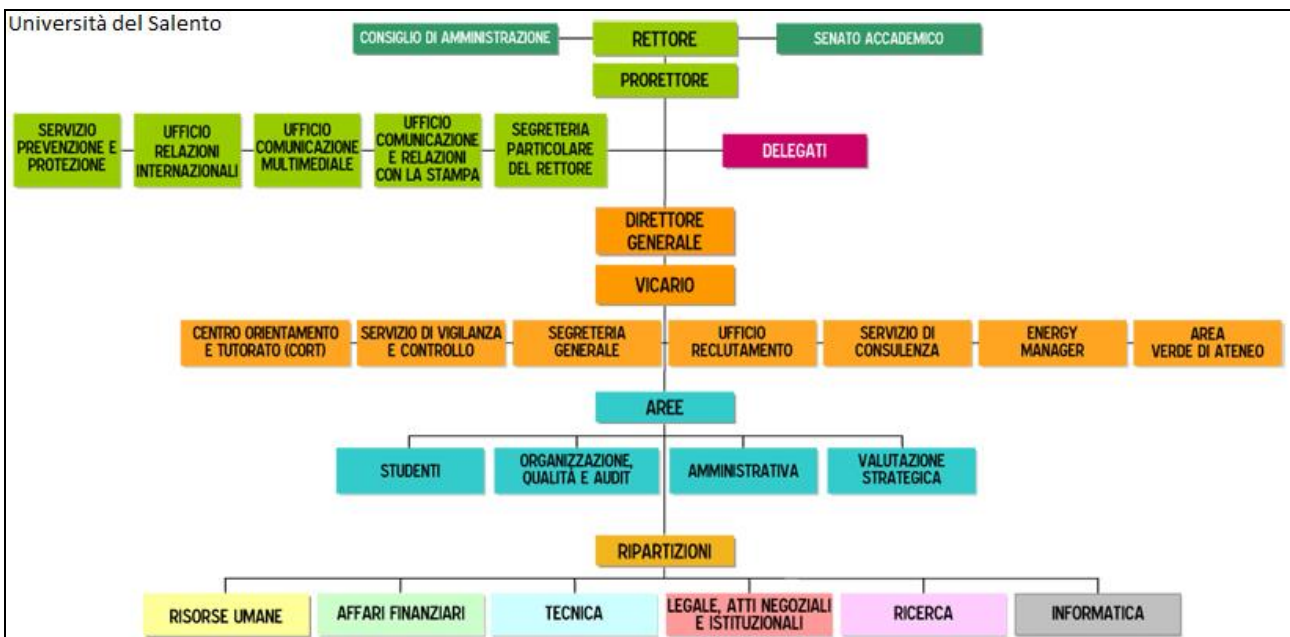 Università del Salento
CONSIGLIO DI AMMINISTRAZIONE
RETTORE
SENATO ACCADEMICO
PRORETTORE
SERVIZIO
PREVENZIONE E
PROTEZIONE
UFFICIO
RELAZIONI
INTERNAZIONALI
UFFICIO
COMUNICAZIONE
MULTIMEDIALE
UFFICIO
COMUNICAZIONE
E RELAZIONI
CON LA STAMPA
SEGRETERIA
PARTICOLARE
DEL RETTORE
DELEGATI
DIRETTORE
GENERALE
VICARIO
CENTRO ORIENTAMENTO
E TUTORATO (CORT)
SERVIZIO DI VIGILANZA
E CONTROLLO
SEGRETERIA
GENERALE
UFFICIO
RECLUTAMENTO
SERVIZIO DI
CONSULENZA
ENERGY
MANAGER
AREA
VERDE DI ATENEO
AREE
STUDENTI
ORGANIZZAZIONE,
QUALITÀ E AUDIT
AMMINISTRATIVA
VALUTAZIONE
STRATEGICA
RIPARTIZIONI
RISORSE UMANE
AFFARI FINANZIARI
TECNICA
LEGALE, ATTI NEGOZIALI
E ISTITUZIONALI
RICERCA
INFORMATICA